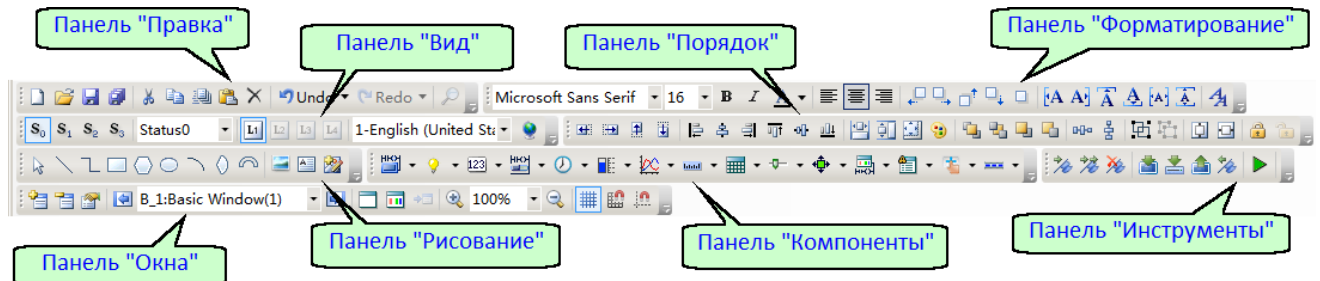 Панель "Правка"
Панель "Вид"
Панель "Порядок"
Панель "Форматирование"
Undo Redo Microsoft Sans Serif 16 B I A A A A A A A
S0 S1 S2 S3 Status0 L1 L2 L3 L4 1-English (United Sta
A 123
B_1:Basic Window(1) 100%
Панель "Окна"
Панель "Рисование"
Панель "Компоненты"
Панель "Инструменты"